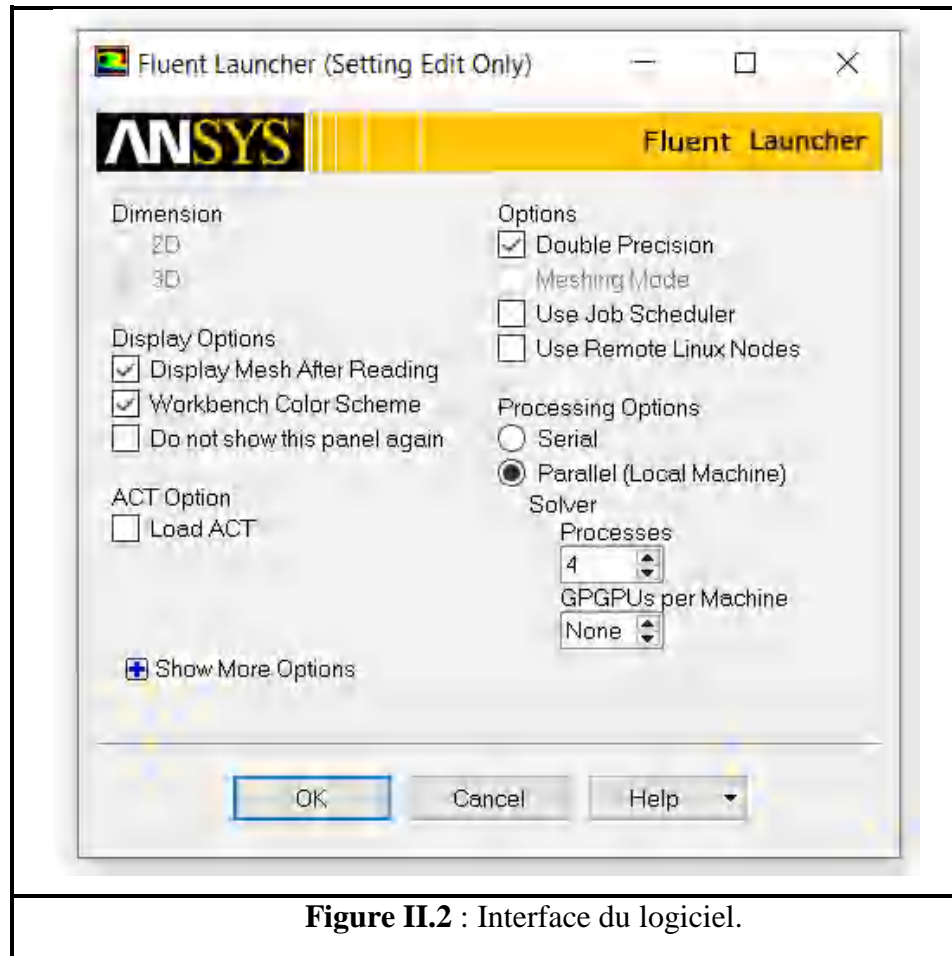 Fluent Launcher (Setting Edit Only)
ANSYS
Fluent Launcher
Dimension
2D
3D
Display Options
Display Mesh After Reading
Workbench Color Scheme
Do not show this panel again
ACT Option
Load ACT
Show More Options
Options
Double Precision
Meshing Mode
Use Job Scheduler
Use Remote Linux Nodes
Processing Options
Serial
Parallel (Local Machine)
Solver
Processes
4
GPGPUs per Machine
None
OK
Cancel
Help
Figure II.2 : Interface du logiciel.